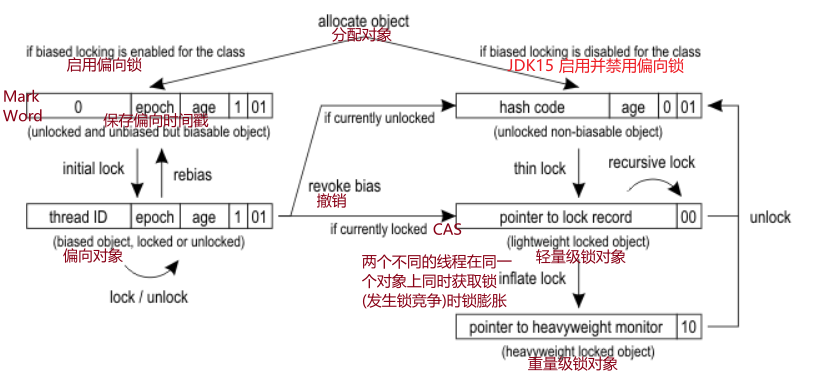 allocate object
分配对象
if biased locking is enabled for the class
启用偏向锁
if biased locking is disabled for the class
JDK15 启用并禁用偏向锁
Mark
Word
0 epoch age 1 01
保存偏向时间戳
(unlocked and unbiased but biasable object)
hash code age 0 01
(unlocked non-biasable object)
if currently unlocked
initial lock
rebias
thin lock
recursive lock
revoke bias
撤销
thread ID epoch age 1 01
(biased object, locked or unlocked)
偏向对象
lock / unlock
if currently locked CAS
pointer to lock record 00
(lightweight locked object)
轻量级锁对象
unlock
两个不同的线程在同一
个对象上同时获取锁
(发生锁竞争)时锁膨胀
inflate lock
pointer to heavyweight monitor 10
(heavyweight locked object)
重量级锁对象